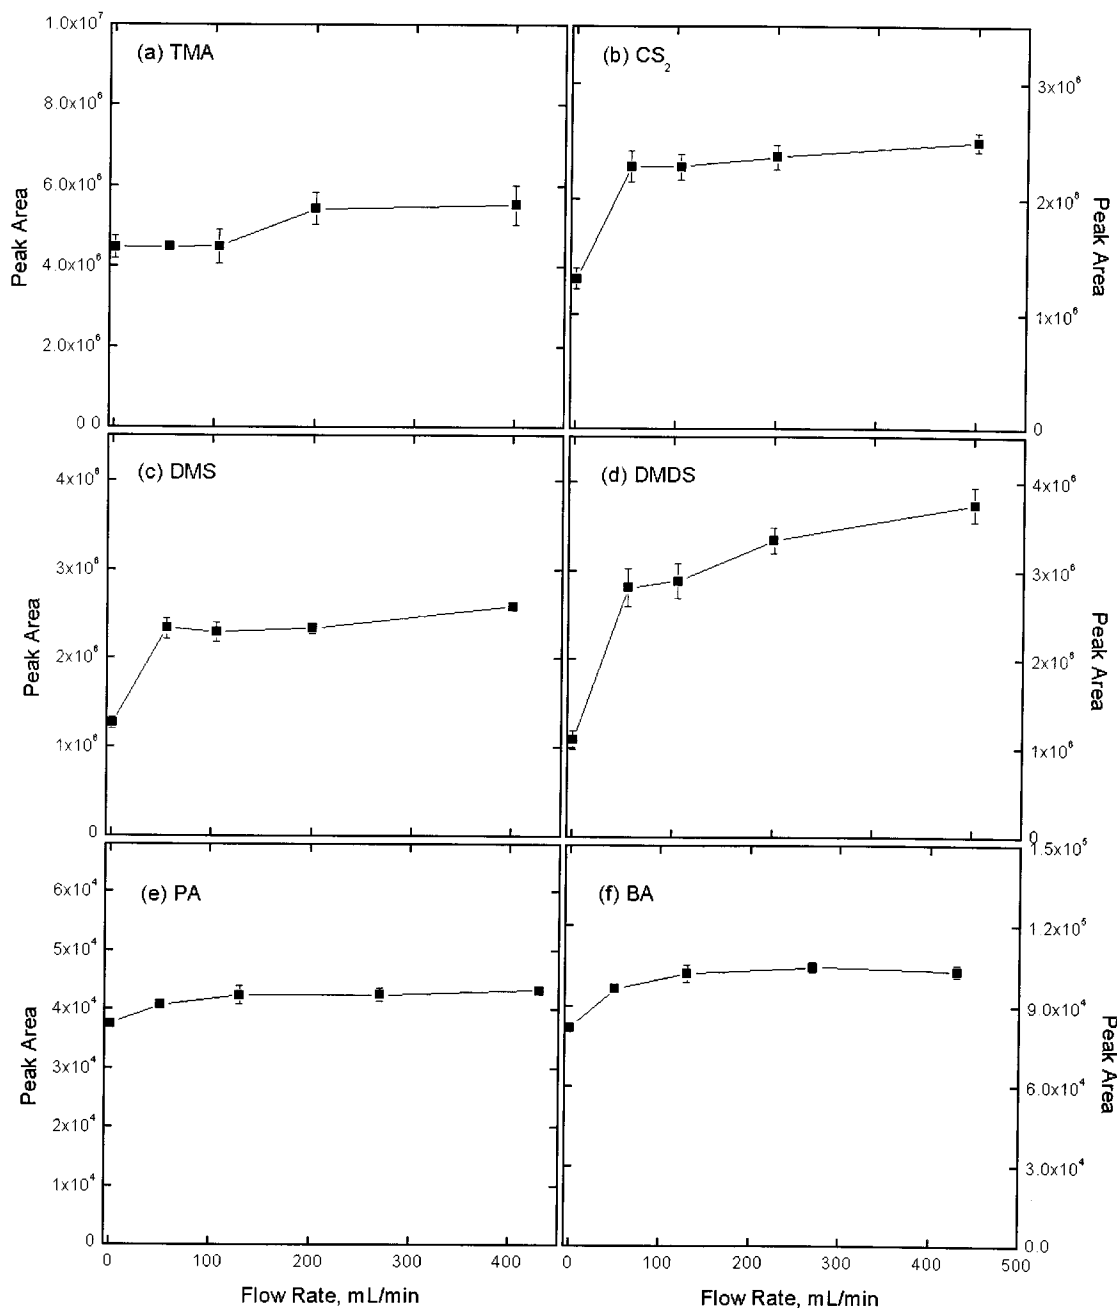 (a) TMA
1.0x10⁷
8.0x10⁶
6.0x10⁶
4.0x10⁶
2.0x10⁶
0.0
Peak Area
(b) CS₂
3x10⁶
2x10⁶
1x10⁶
0
Peak Area
(c) DMS
4x10⁶
3x10⁶
2x10⁶
1x10⁶
0
Peak Area
(d) DMDS
4x10⁶
3x10⁶
2x10⁶
1x10⁶
0
Peak Area
(e) PA
6x10⁴
5x10⁴
4x10⁴
3x10⁴
2x10⁴
1x10⁴
0
Peak Area
0 100 200 300 400
Flow Rate, mL/min
(f) BA
1.5x10⁵
1.2x10⁵
9.0x10⁴
6.0x10⁴
3.0x10⁴
0.0
Peak Area
0 100 200 300 400 500
Flow Rate, mL/min